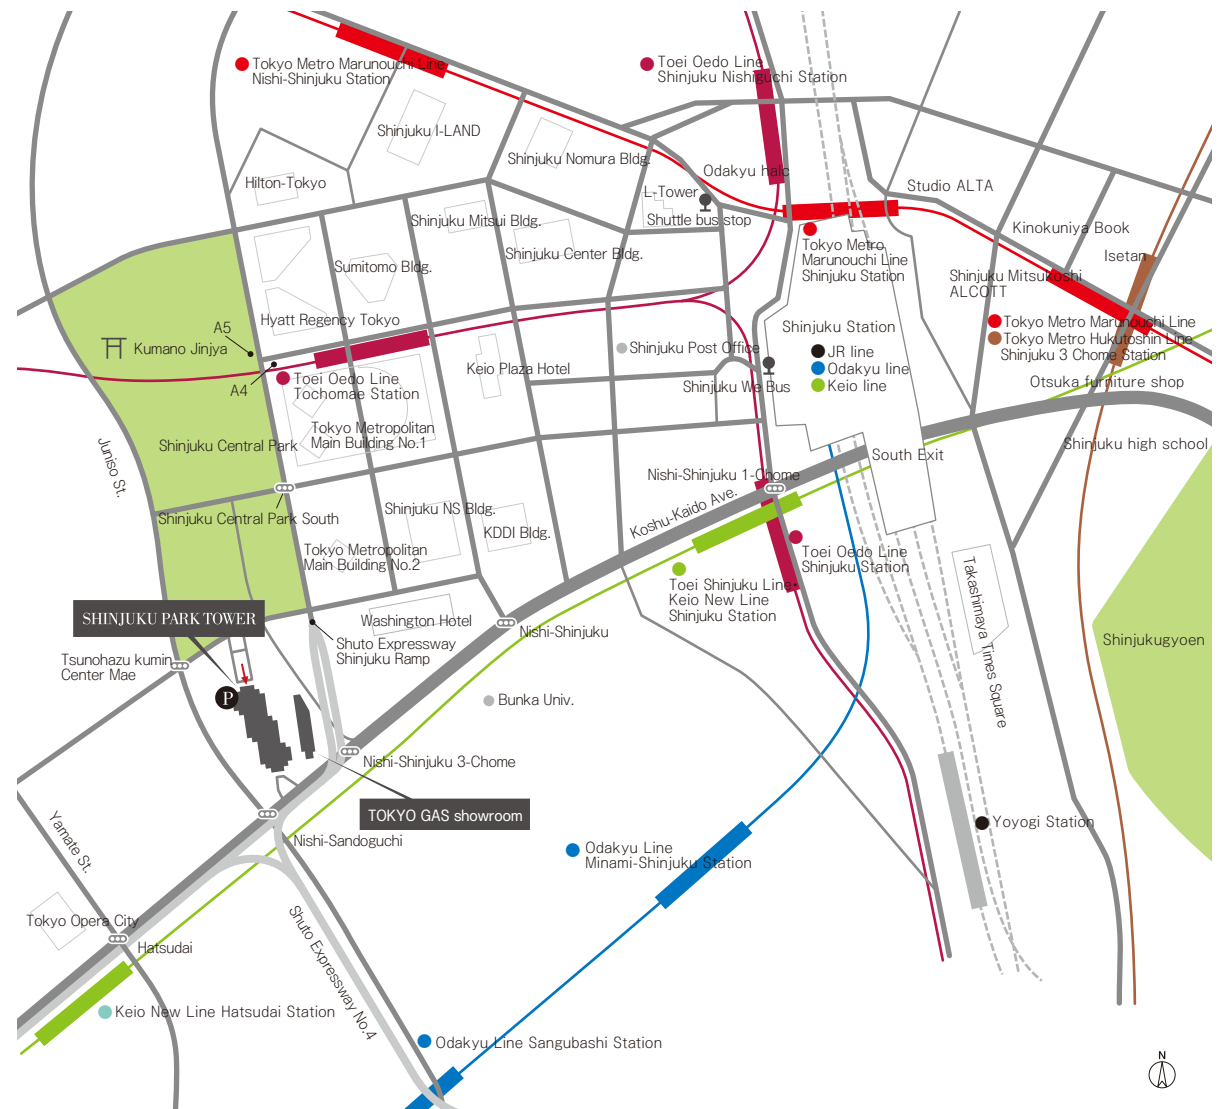 Tokyo Metro Marunouchi Line
Nishi-Shinjuku Station
Toei Oedo Line
Shinjuku Nishiguchi Station
Shinjuku I-LAND
Shinjuku Nomura Bldg.
Odakyu halc
Hilton-Tokyo
L-Tower
Studio ALTA
Shinjuku Mitsui Bldg.
Shuttle bus stop
Kinokuniya Book
Shinjuku Center Bldg.
Tokyo Metro
Marunouchi Line
Shinjuku Station
Isetan
Sumitomo Bldg.
Shinjuku Mitsukoshi
ALCOTT
Hyatt Regency Tokyo
A5
Shinjuku Station
Tokyo Metro Marunouchi Line
Tokyo Metro Hukutoshin Line
Shinjuku 3 Chome Station
Kumano Jinjya
Shinjuku Post Office
JR line
Odakyu line
Keio line
A4
Toei Oedo Line
Tochomae Station
Keio Plaza Hotel
Shinjuku We Bus
Otsuka furniture shop
Tokyo Metropolitan
Main Building No.1
Shinjuku Central Park
Juniso St.
Shinjuku high school
South Exit
Nishi-Shinjuku 1-Chome
Koshu-Kaido Ave.
Shinjuku Central Park South
Shinjuku NS Bldg.
KDDI Bldg.
Tokyo Metropolitan
Main Building No.2
Toei Oedo Line
Shinjuku Station
Toei Shinjuku Line
Keio New Line
Shinjuku Station
Takashimaya Times Square
SHINJUKU PARK TOWER
Washington Hotel
Nishi-Shinjuku
Shinjukugyoen
Shuto Expressway
Shinjuku Ramp
Tsunohazu kumin
Center Mae
P
Bunka Univ.
Nishi-Shinjuku 3-Chome
TOKYO GAS showroom
Yoyogi Station
Yamate St.
Nishi-Sandoguchi
Odakyu Line
Minami-Shinjuku Station
Tokyo Opera City
Hatsudai
Shuto Expressway No.4
Keio New Line Hatsudai Station
Odakyu Line Sangubashi Station
N